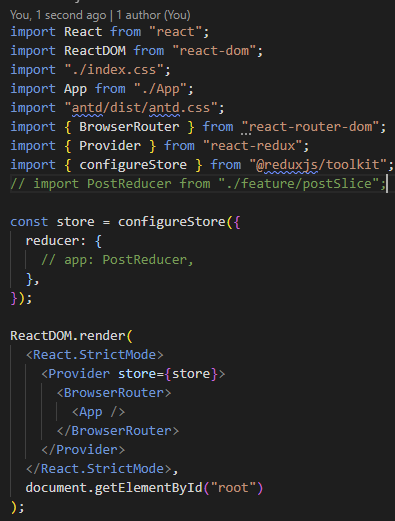 You, 1 second ago | 1 author (You)
import React from "react";
import ReactDOM from "react-dom";
import "./index.css";
import App from "./App";
import "antd/dist/antd.css";
import { BrowserRouter } from "react-router-dom";
import { Provider } from "react-redux";
import { configureStore } from "@reduxjs/toolkit";
// import PostReducer from "./feature/postSlice";
const store = configureStore({
  reducer: {
    // app: PostReducer,
  },
});
ReactDOM.render(
  <React.StrictMode>
    <Provider store={store}>
      <BrowserRouter>
        <App />
      </BrowserRouter>
    </Provider>
  </React.StrictMode>,
  document.getElementById("root")
);